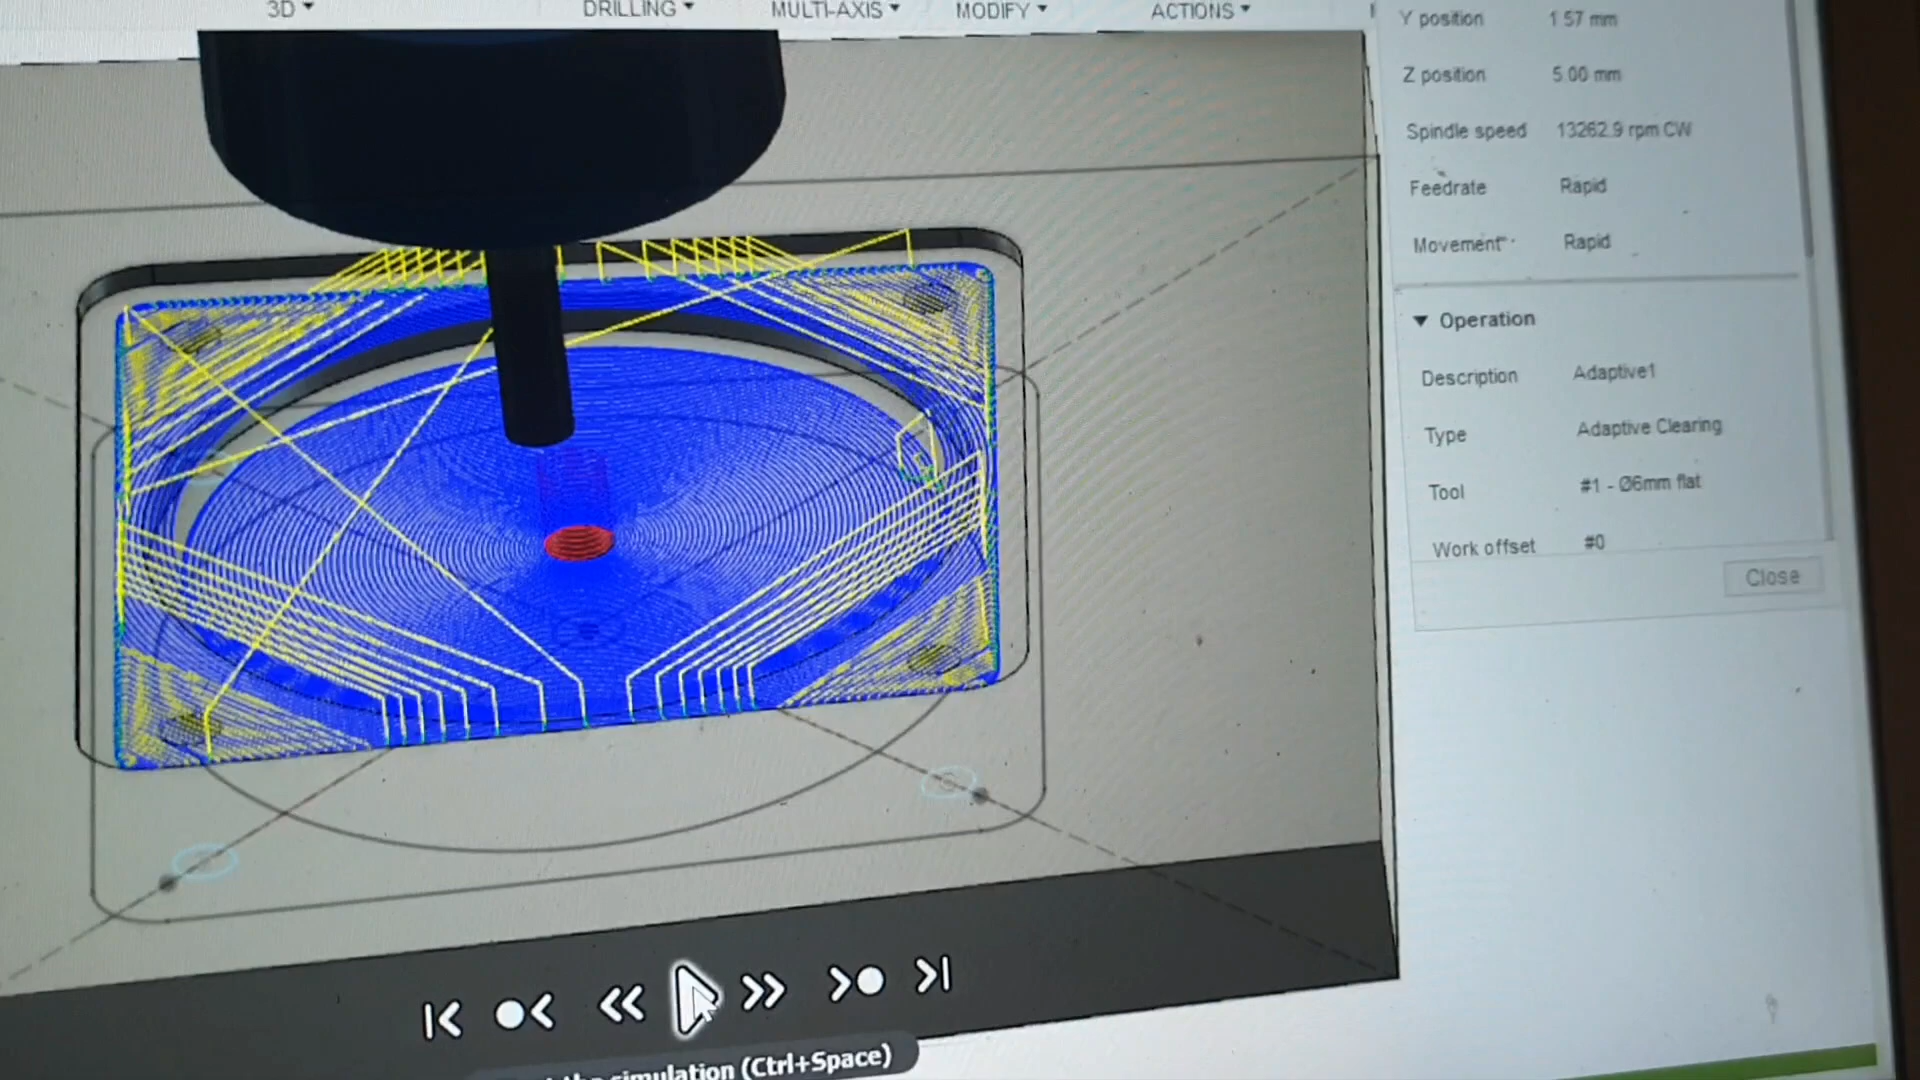 3D
DRILLING
MULTI-AXIS
MODIFY
ACTIONS
Y position 1.57 mm
Z position 5.00 mm
Spindle speed 13262.9 rpm CW
Feedrate Rapid
Movement Rapid
Operation
Description Adaptive1
Type Adaptive Clearing
Tool #1 - Ø6mm flat
Work offset #0
Close
the simulation (Ctrl+Space)